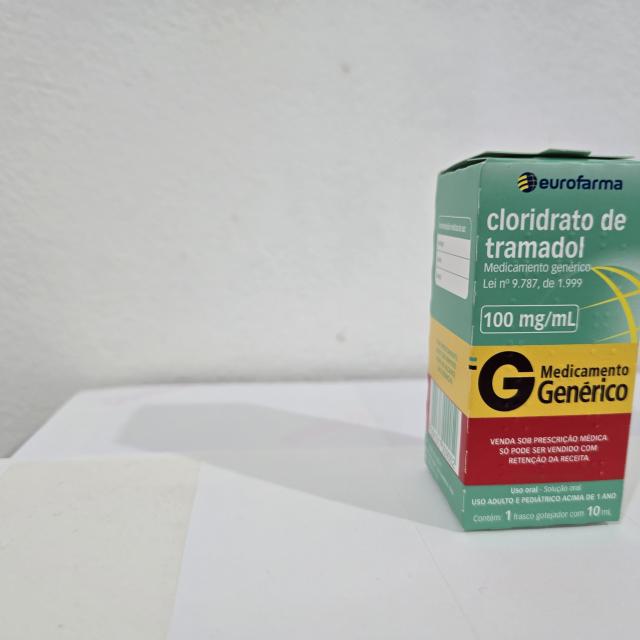 eurofarma
cloridrato de
tramadol
Medicamento genérico
Lei nº 9.787, de 1.999
100 mg/mL
G Medicamento
Genérico
VENDA SOB PRESCRIÇÃO MÉDICA
SÓ PODE SER VENDIDO COM
RETENÇÃO DA RECEITA
Uso oral - Solução oral
USO ADULTO E PEDIÁTRICO ACIMA DE 1 ANO
Contém: 1 frasco gotejador com 10 mL